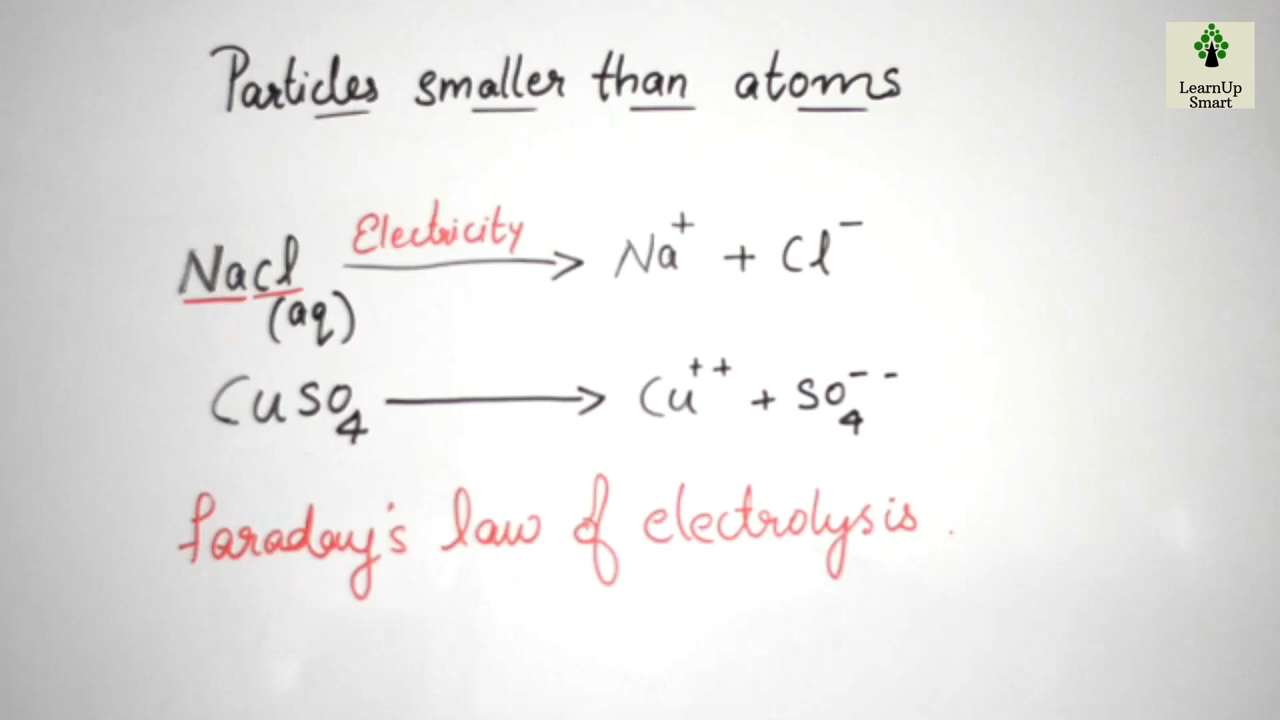 Particles smaller than atoms
LearnUp
Smart
Electricity
Nacl (aq) → Na⁺ + Cl⁻
CuSO₄ → Cu⁺⁺ + SO₄⁻⁻
faraday's law of electrolysis.